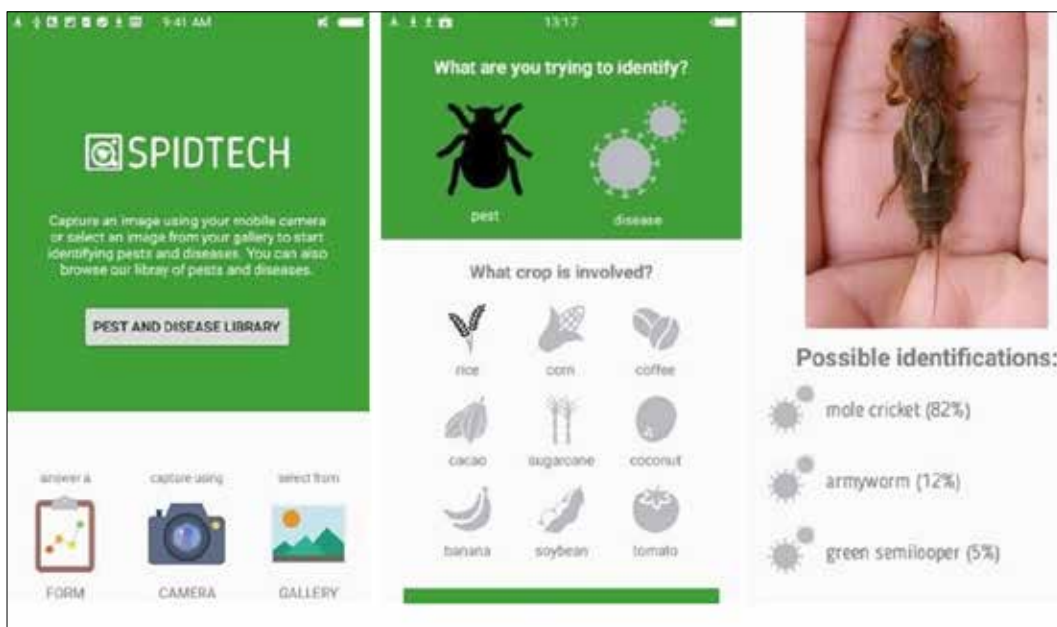 9:41 AM
SPIDTECH
Capture an image using your mobile camera
or select an image from your gallery to start
identifying pests and diseases. You can also
browse our libray of pests and diseases.
PEST AND DISEASE LIBRARY
answer a
FORM
capture using
CAMERA
select from
GALLERY
13:17
What are you trying to identify?
pest
disease
What crop is involved?
rice
corn
coffee
cacao
sugarcane
coconut
banana
soybean
tomato
Possible identifications:
mole cricket (82%)
armyworm (12%)
green semilooper (5%)